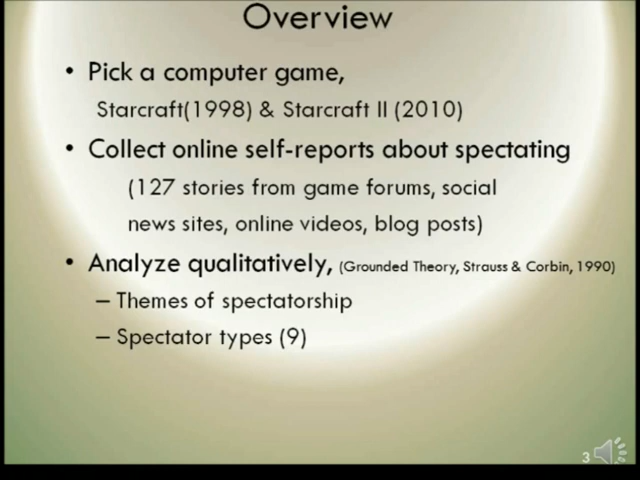 Overview
• Pick a computer game,
Starcraft(1998) & Starcraft II (2010)
• Collect online self-reports about spectating
(127 stories from game forums, social
news sites, online videos, blog posts)
• Analyze qualitatively, (Grounded Theory, Strauss & Corbin, 1990)
– Themes of spectatorship
– Spectator types (9)
3